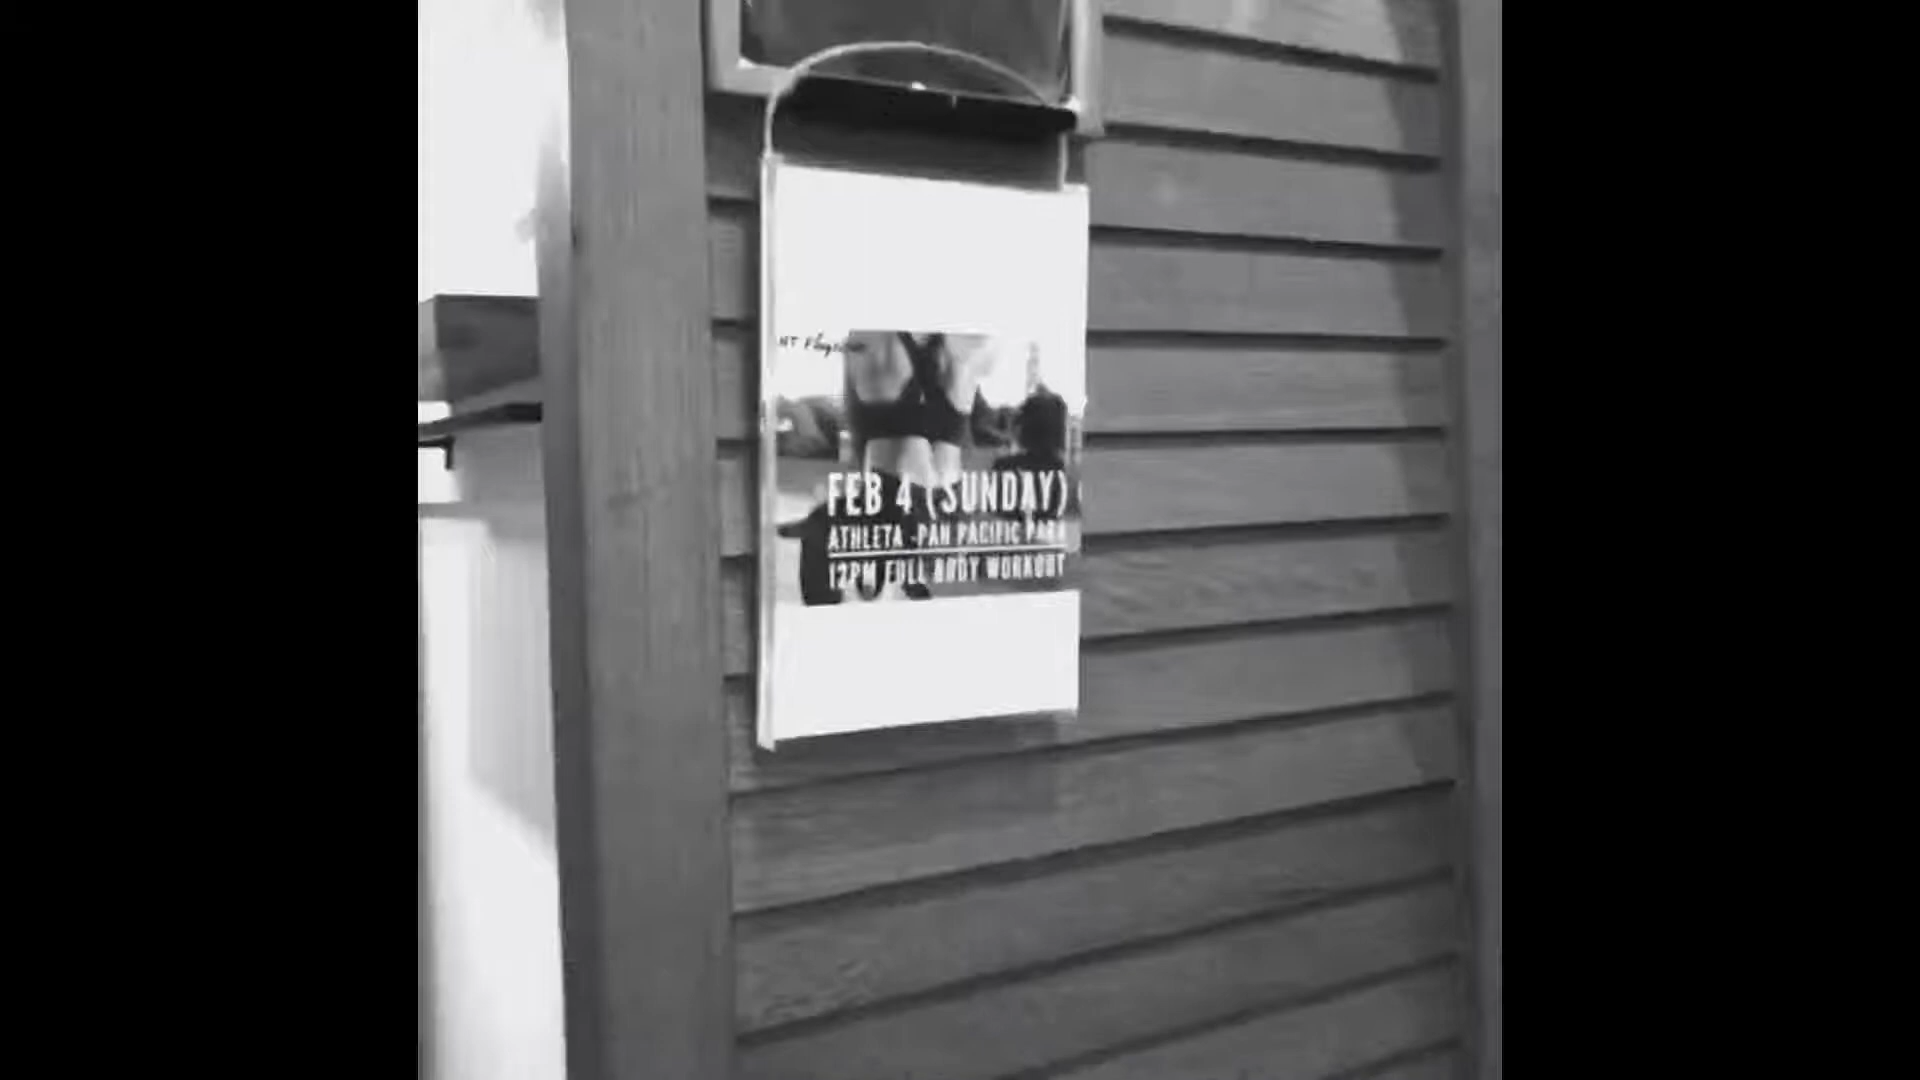 FEB 4 (SUNDAY)
ATHLETA -PAN PACIFIC PARK
12PM FULL BODY WORKOUT